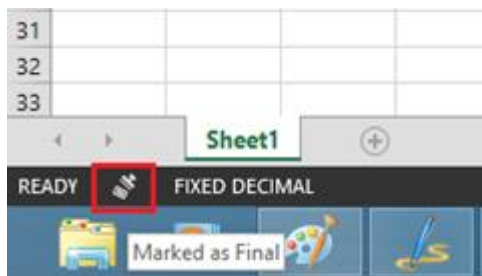 31
32
33
Sheet1
READY FIXED DECIMAL
Marked as Final